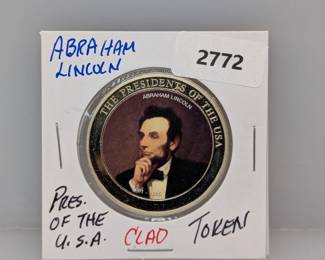 ABRAHAM
LINCOLN
2772
THE PRESIDENTS OF THE USA
ABRAHAM LINCOLN
PRES.
OF THE
U.S.A.
CLAD
TOKEN